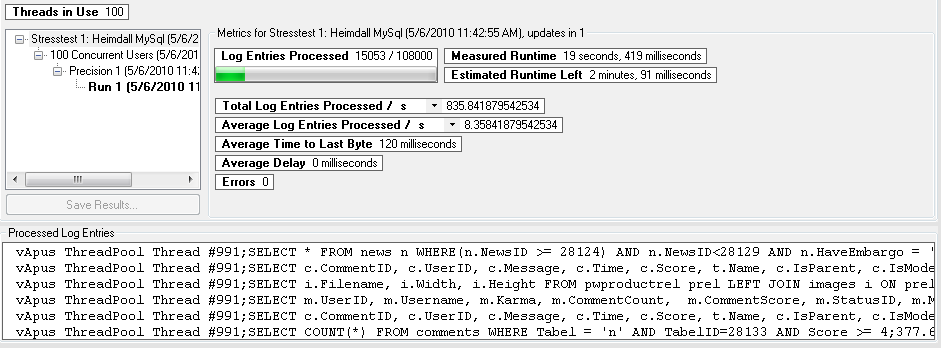 Threads in Use 100
Stresstest 1: Heimdall MySql (5/6/2
100 Concurrent Users (5/6/201
Precision 1 (5/6/2010 11:4
Run 1 (5/6/2010 11
Save Results...
Metrics for Stresstest 1: Heimdall MySql (5/6/2010 11:42:55 AM), updates in 1
Log Entries Processed 15053 / 108000
Measured Runtime 19 seconds, 419 milliseconds
Estimated Runtime Left 2 minutes, 91 milliseconds
Total Log Entries Processed / s 835.841879542534
Average Log Entries Processed / s 8.35841879542534
Average Time to Last Byte 120 milliseconds
Average Delay 0 milliseconds
Errors 0
Processed Log Entries
vApus ThreadPool Thread #991;SELECT * FROM news n WHERE(n.NewsID >= 28124) AND n.NewsID<28129 AND n.HaveEmbargo = '
vApus ThreadPool Thread #991;SELECT c.CommentID, c.UserID, c.Message, c.Time, c.Score, t.Name, c.IsParent, c.IsMode
vApus ThreadPool Thread #991;SELECT i.Filename, i.Width, i.Height FROM pwproductrel prel LEFT JOIN images i ON prel
vApus ThreadPool Thread #991;SELECT m.UserID, m.Username, m.Karma, m.CommentCount, m.CommentScore, m.StatusID, m.M
vApus ThreadPool Thread #991;SELECT c.CommentID, c.UserID, c.Message, c.Time, c.Score, t.Name, c.IsParent, c.IsMode
vApus ThreadPool Thread #991;SELECT COUNT(*) FROM comments WHERE Tabel = 'n' AND TabelID=28133 AND Score >= 4;377.6